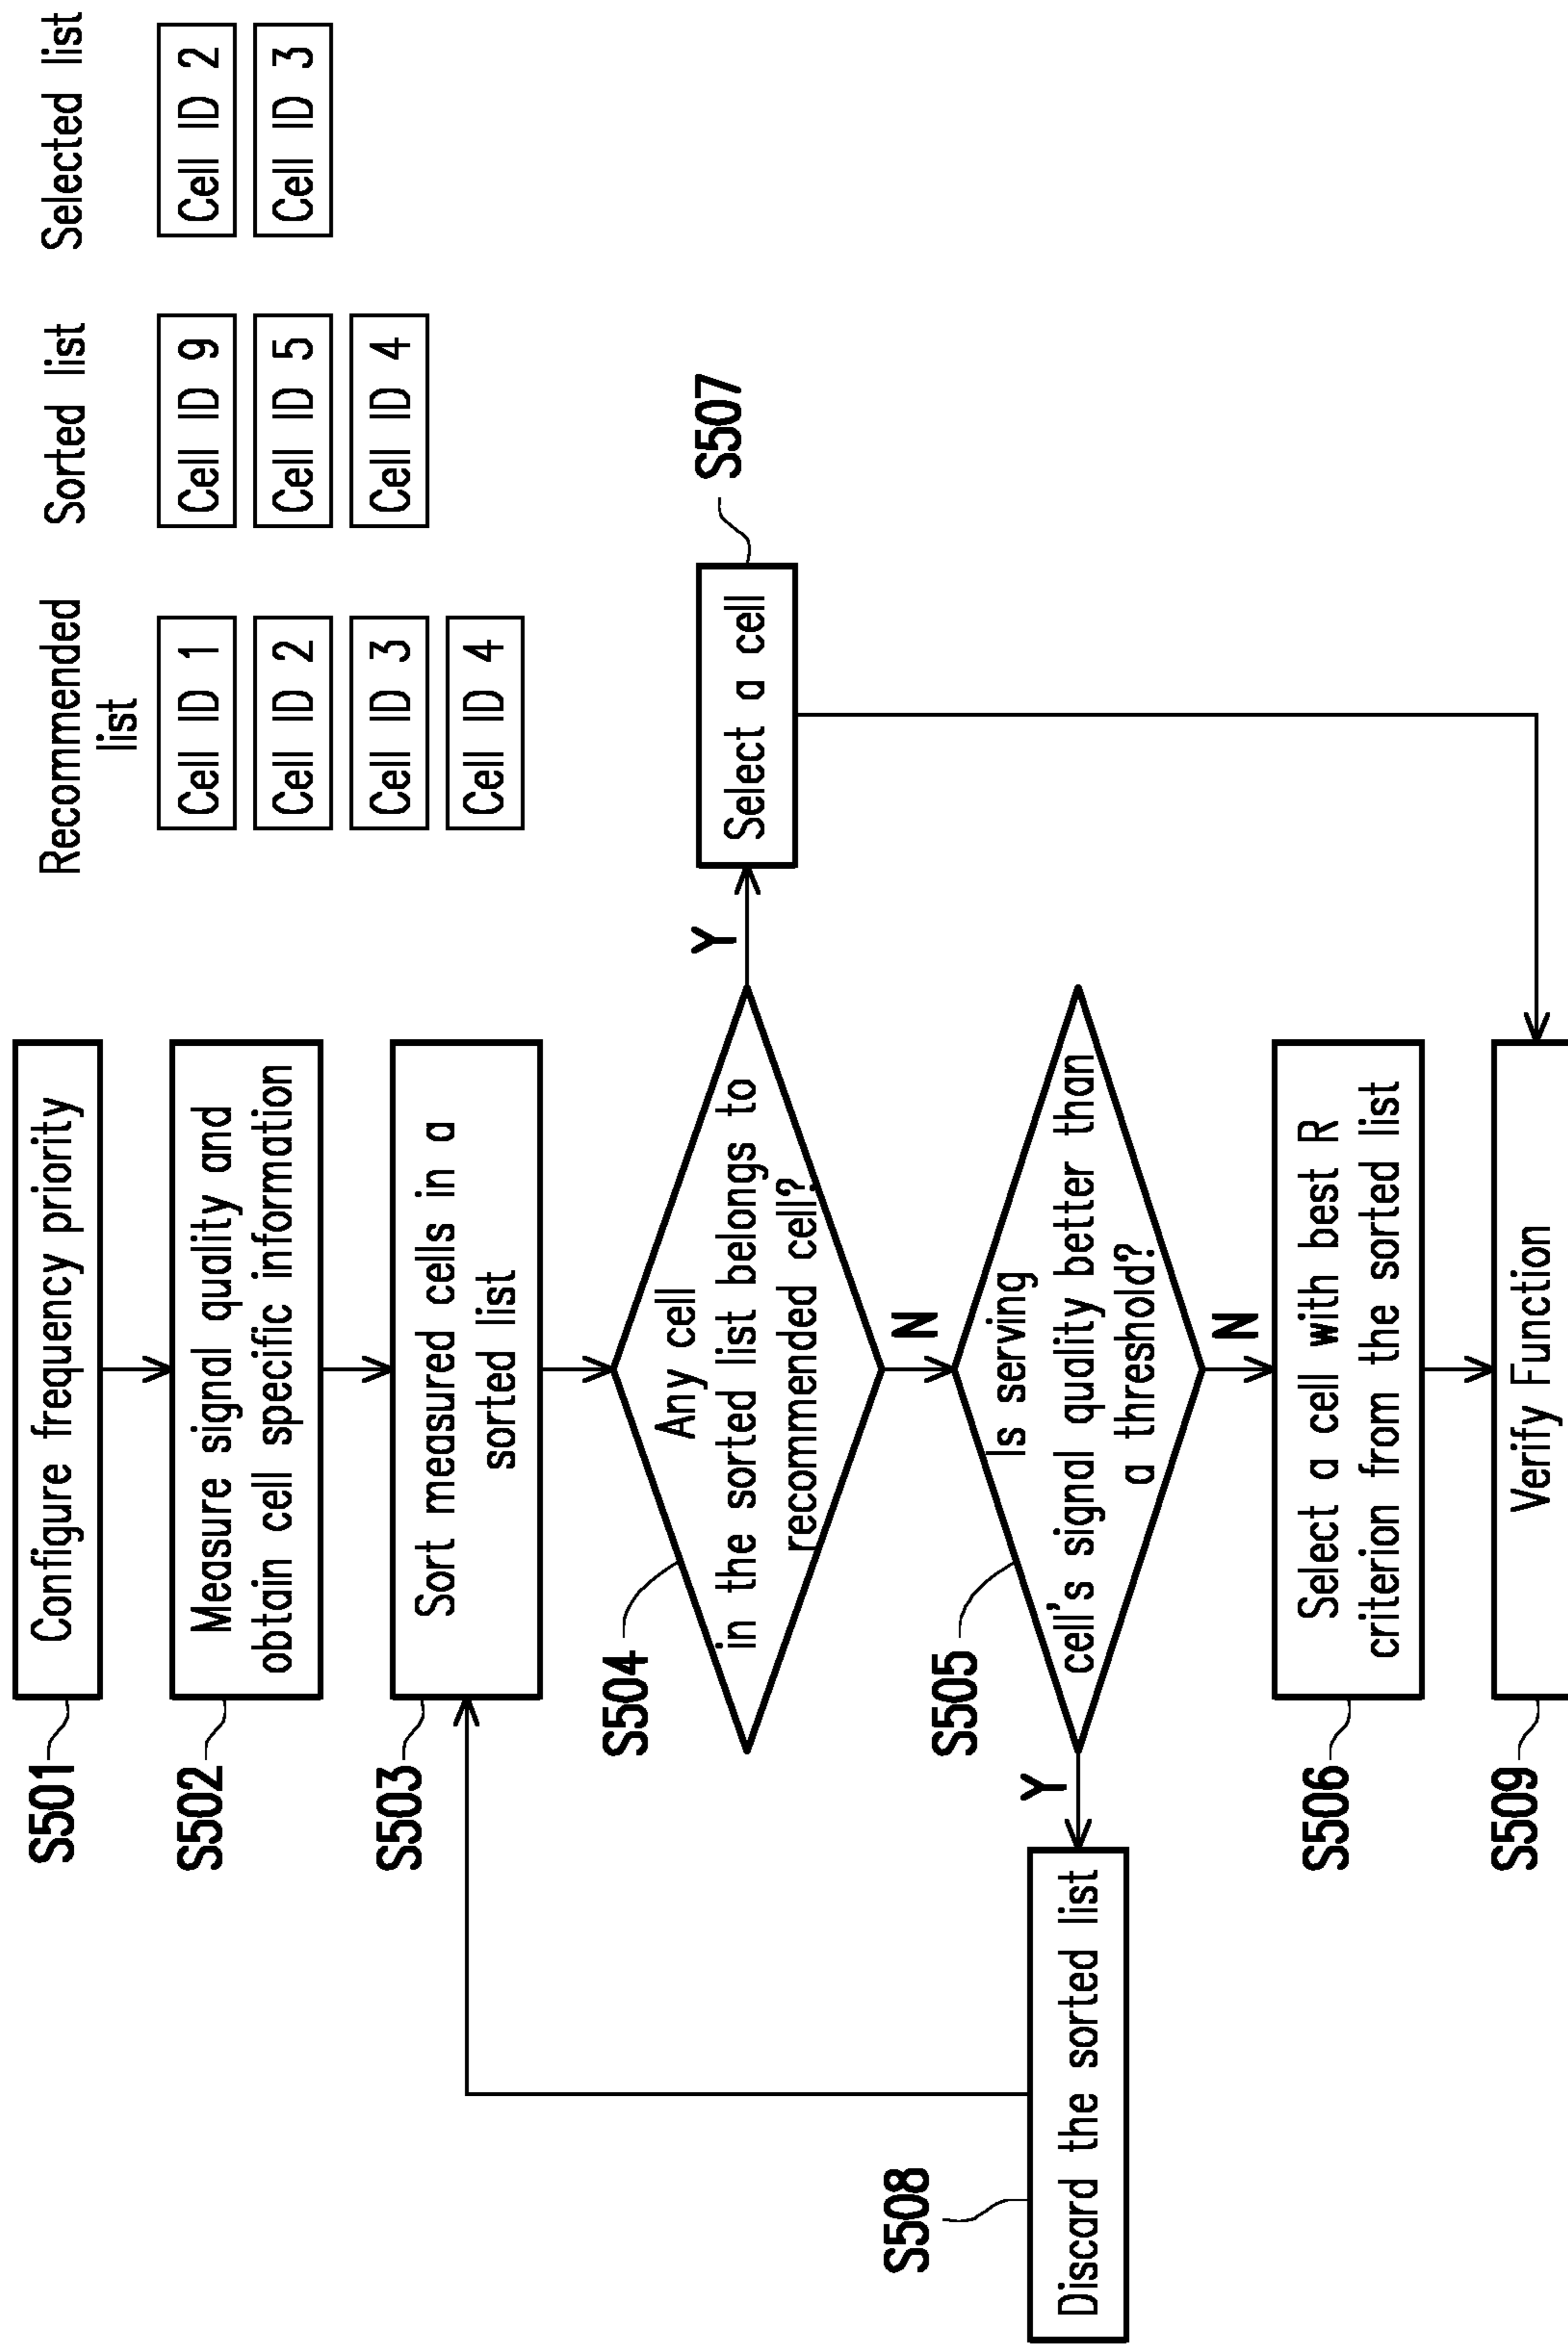 Recommended
list
Cell ID 1
Cell ID 2
Cell ID 3
Cell ID 4
Sorted list
Cell ID 9
Cell ID 5
Cell ID 4
Selected list
Cell ID 2
Cell ID 3
S501
Configure frequency priority
S502
Measure signal quality and
obtain cell specific information
S503
Sort measured cells in a
sorted list
S504
Any cell
in the sorted list belongs to
recommended cell?
Y
Select a cell
S507
N
S505
Is serving
cell's signal quality better than
a threshold?
Y
S508
Discard the sorted list
N
S506
Select a cell with best R
criterion from the sorted list
S509
Verify Function